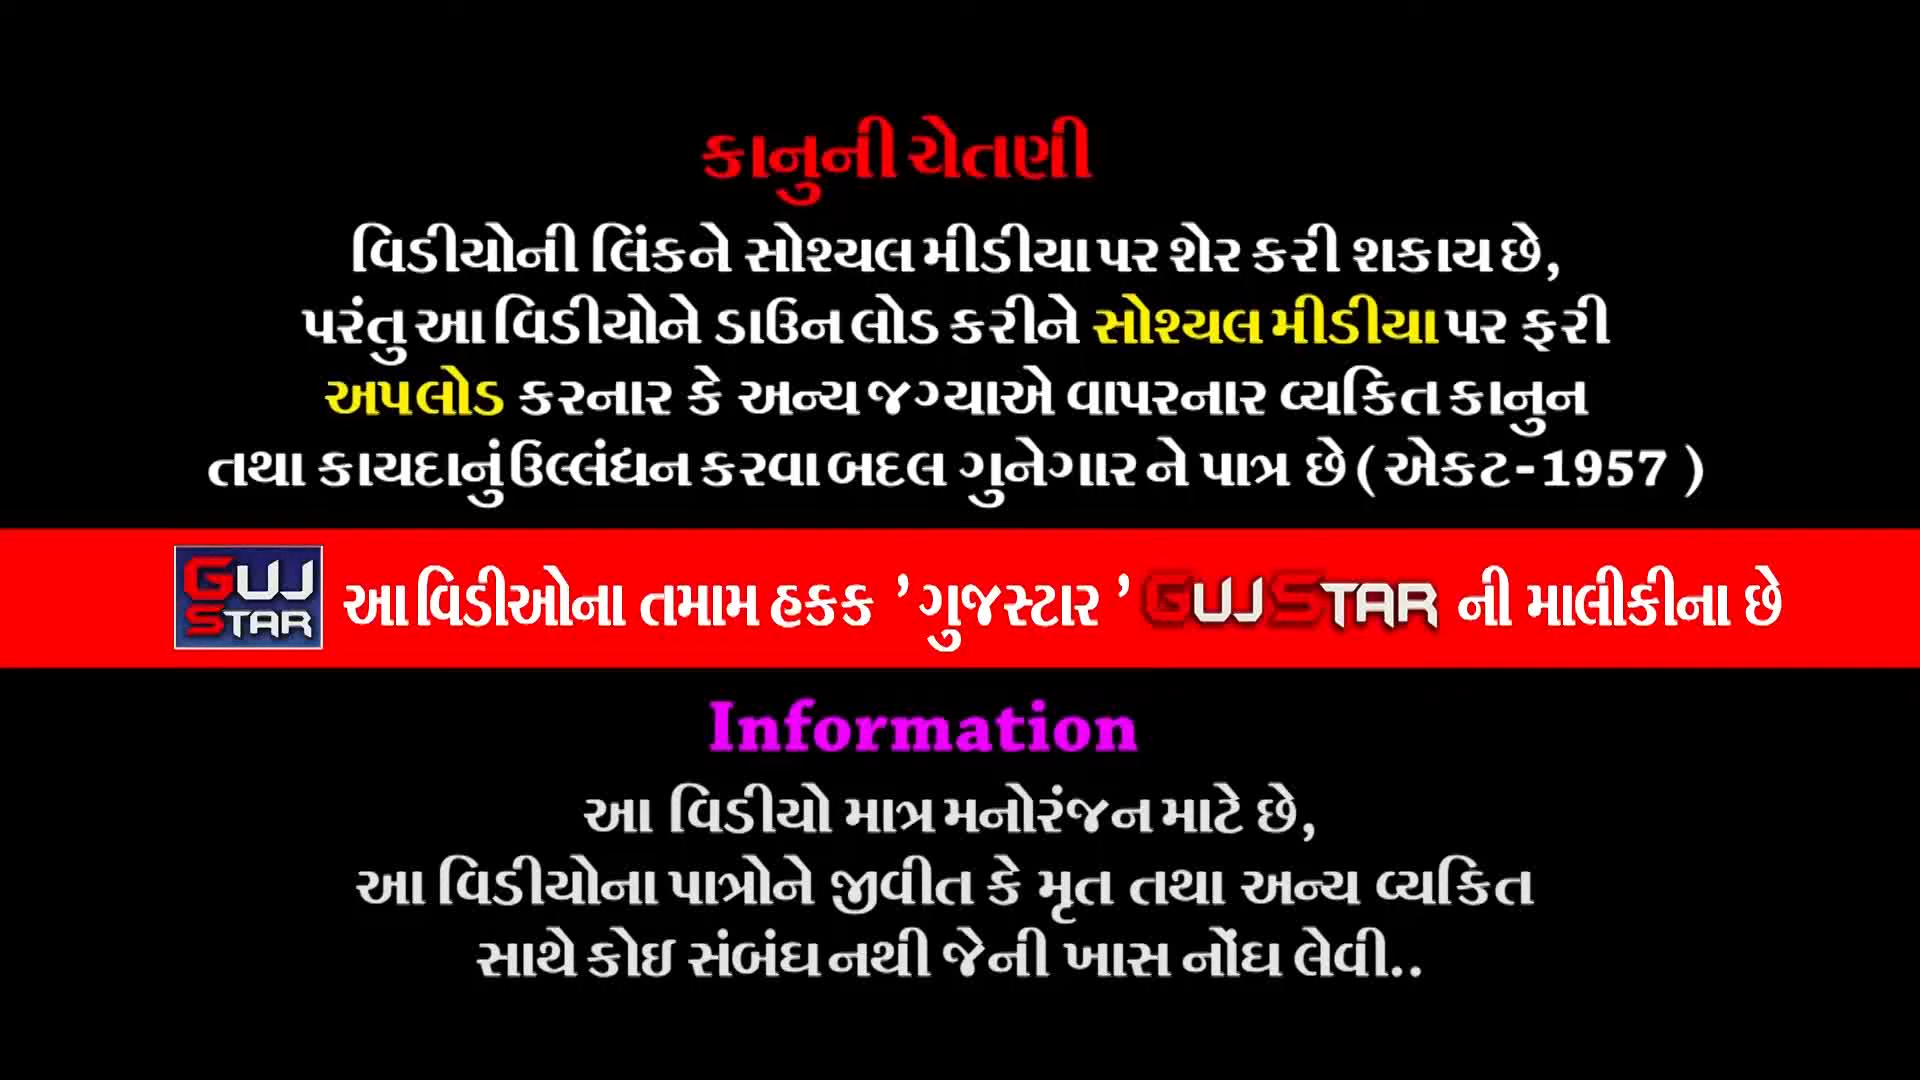 કાનુની ચેતણી
વિડીયોની લિંકને સોશ્યલ મીડીયા પર શેર કરી શકાય છે,
પરંતુ આ વિડીયોને ડાઉન લોડ કરીને સોશ્યલ મીડીયા પર ફરી
અપલોડ કરનાર કે અન્ય જગ્યાએ વાપરનાર વ્યકિત કાનુન
તથા કાયદાનું ઉલ્લંઘન કરવા બદલ ગુનેગાર ને પાત્ર છે ( એકટ-1957 )
GUJ STAR આ વિડીઓના તમામ હકક ’ ગુજસ્ટાર ’ GUJ STAR ની માલીકીના છે
Information
આ વિડીયો માત્ર મનોરંજન માટે છે,
આ વિડીયોના પાત્રોને જીવીત કે મૃત તથા અન્ય વ્યકિત
સાથે કોઇ સંબંઘ નથી જેની ખાસ નોંઘ લેવી..